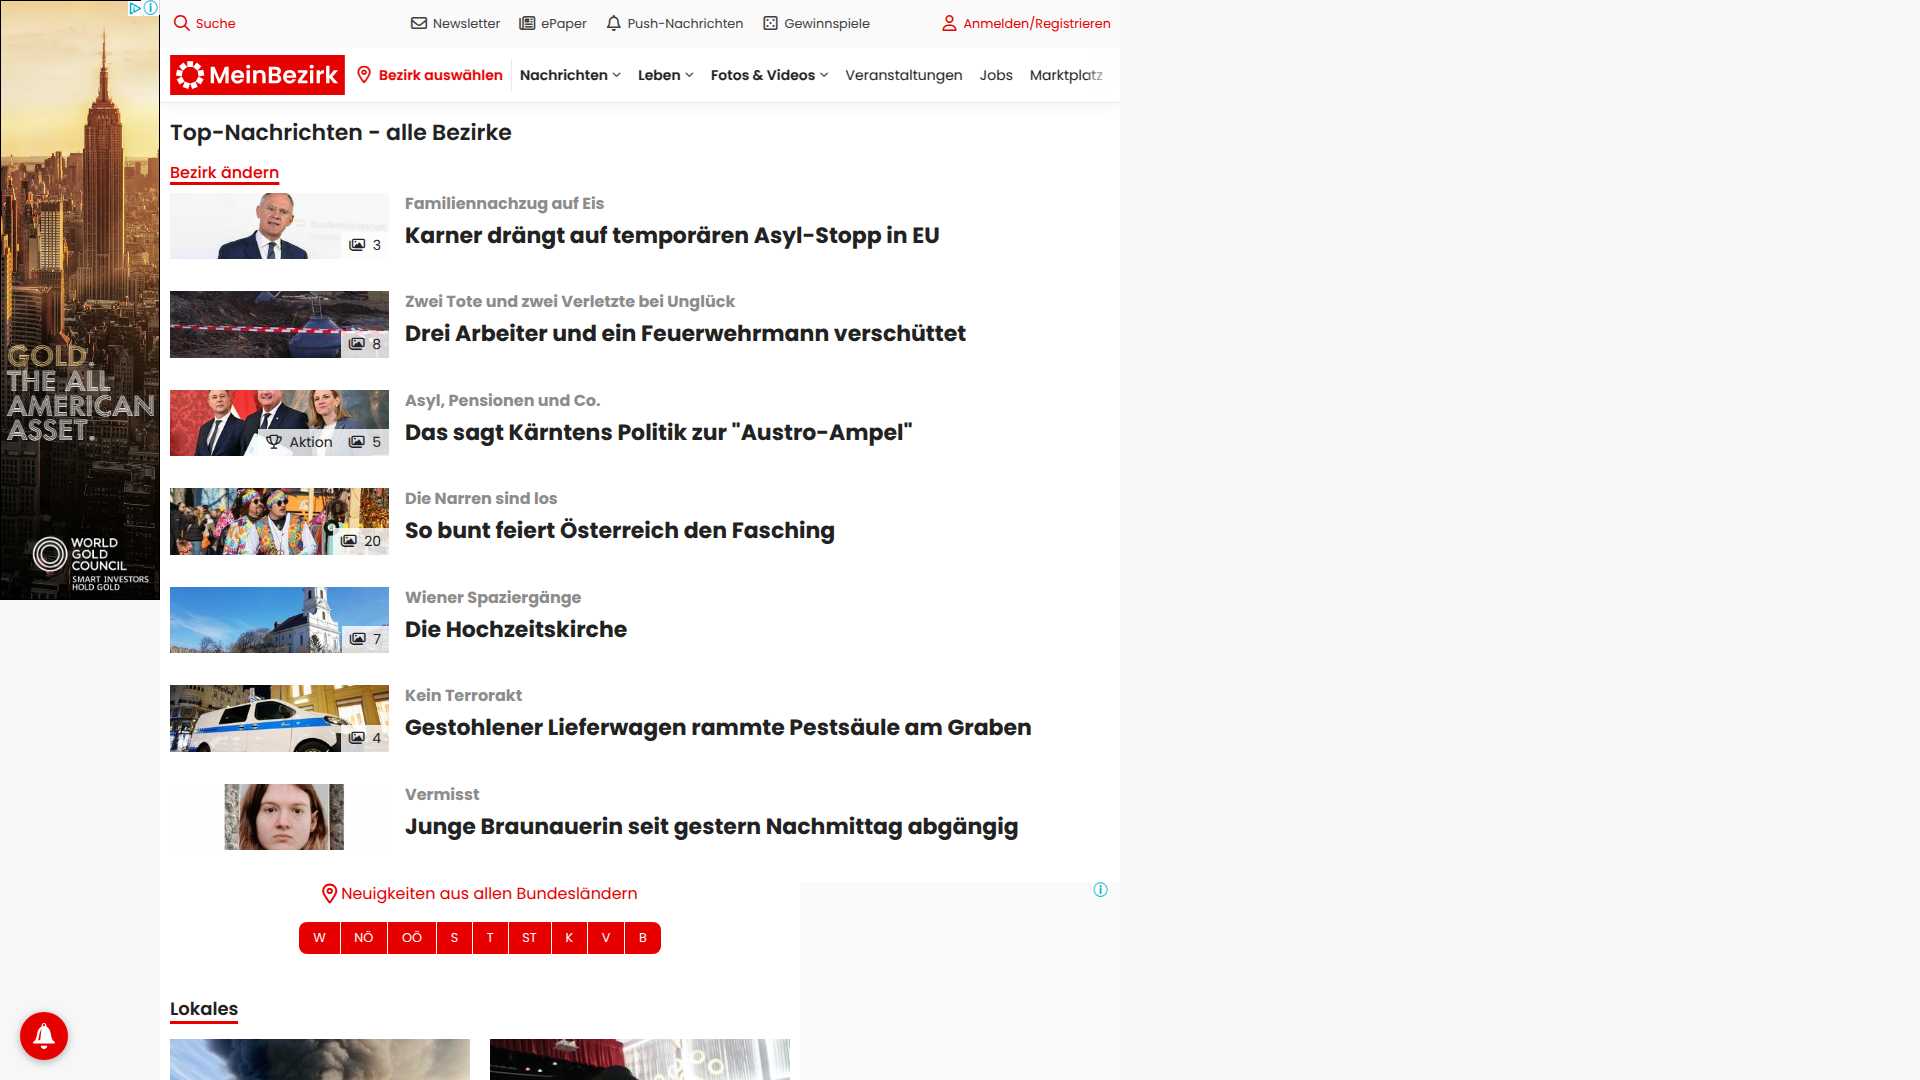 Suche
Newsletter
ePaper
Push-Nachrichten
Gewinnspiele
Anmelden/Registrieren
MeinBezirk
Bezirk auswählen
Nachrichten
Leben
Fotos & Videos
Veranstaltungen
Jobs
Marktplatz
Top-Nachrichten - alle Bezirke
Bezirk ändern
Familiennachzug auf Eis
Karner drängt auf temporären Asyl-Stopp in EU
3
Zwei Tote und zwei Verletzte bei Unglück
Drei Arbeiter und ein Feuerwehrmann verschüttet
8
Asyl, Pensionen und Co.
Das sagt Kärntens Politik zur "Austro-Ampel"
Aktion 5
Die Narren sind los
So bunt feiert Österreich den Fasching
20
Wiener Spaziergänge
Die Hochzeitskirche
7
Kein Terrorakt
Gestohlener Lieferwagen rammte Pestsäule am Graben
4
Vermisst
Junge Braunauerin seit gestern Nachmittag abgängig
Neuigkeiten aus allen Bundesländern
W NÖ OÖ S T ST K V B
Lokales
GOLD.
THE ALL
AMERICAN
ASSET.
WORLD
GOLD
COUNCIL
SMART INVESTORS
HOLD GOLD